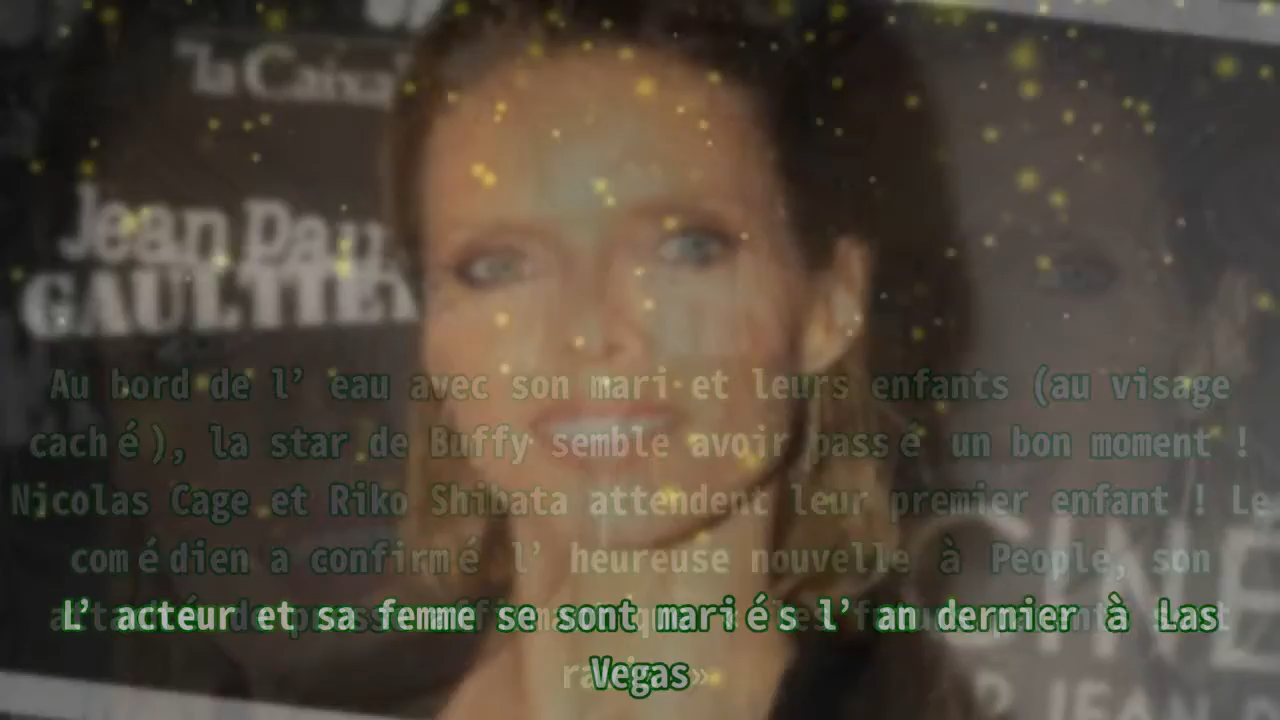 "la Caixa"
Jean Paul
GAULTIER
Au bord de l’ eau avec son mari et leurs enfants (au visage
caché), la star de Buffy semble avoir passé un bon moment !
Nicolas Cage et Riko Shibata attendent leur premier enfant ! Le
comédien a confirmé l’ heureuse nouvelle à People, son
L’ acteur et sa femme se sont mariés l’ an dernier à Las
Vegas
CINÉ